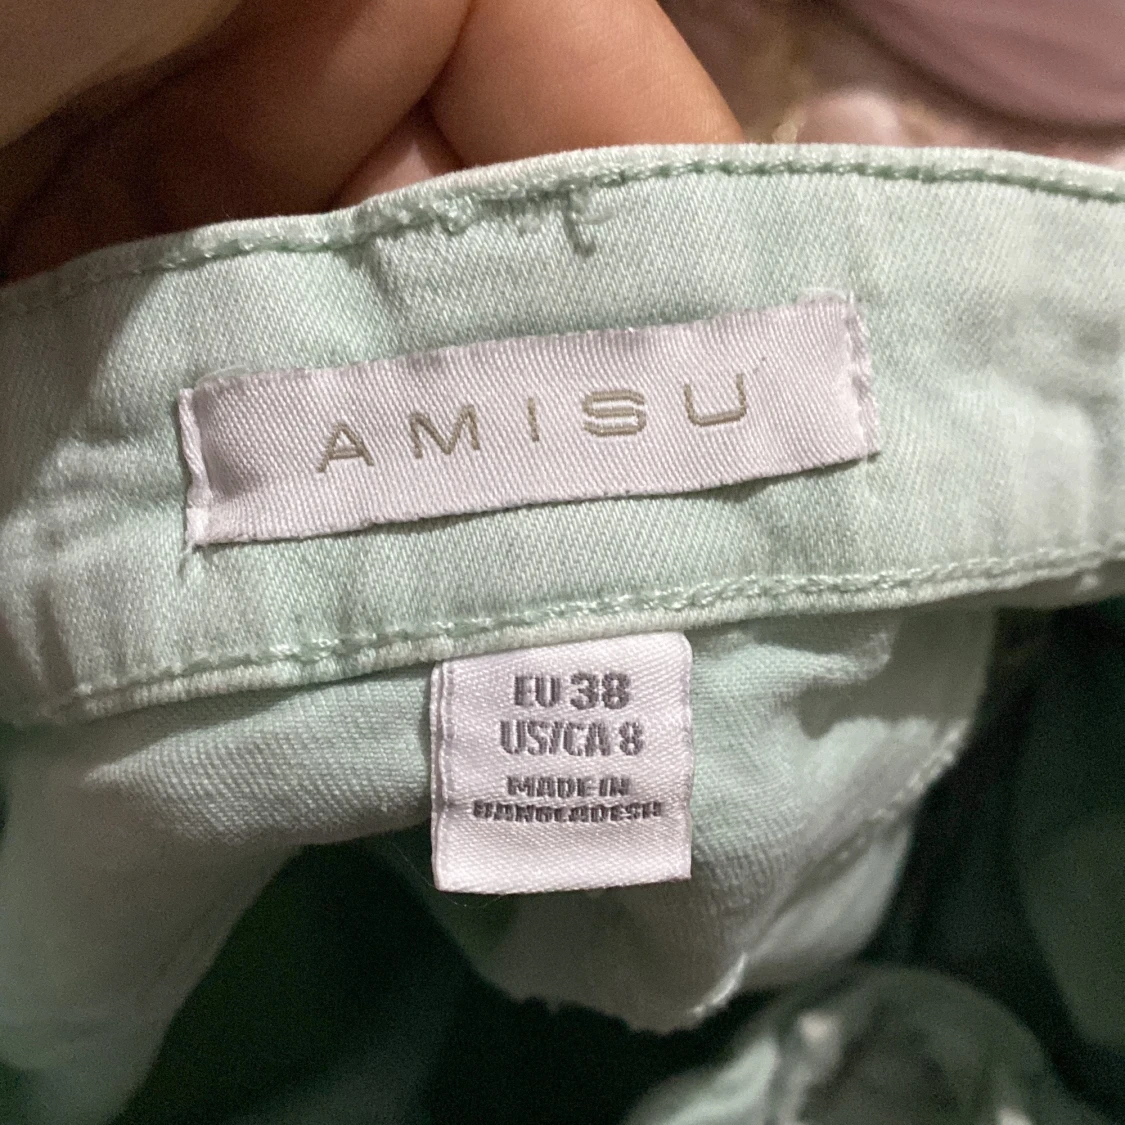 AMISU
EU 38
US/CA 8
MADE IN
BANGLADESH